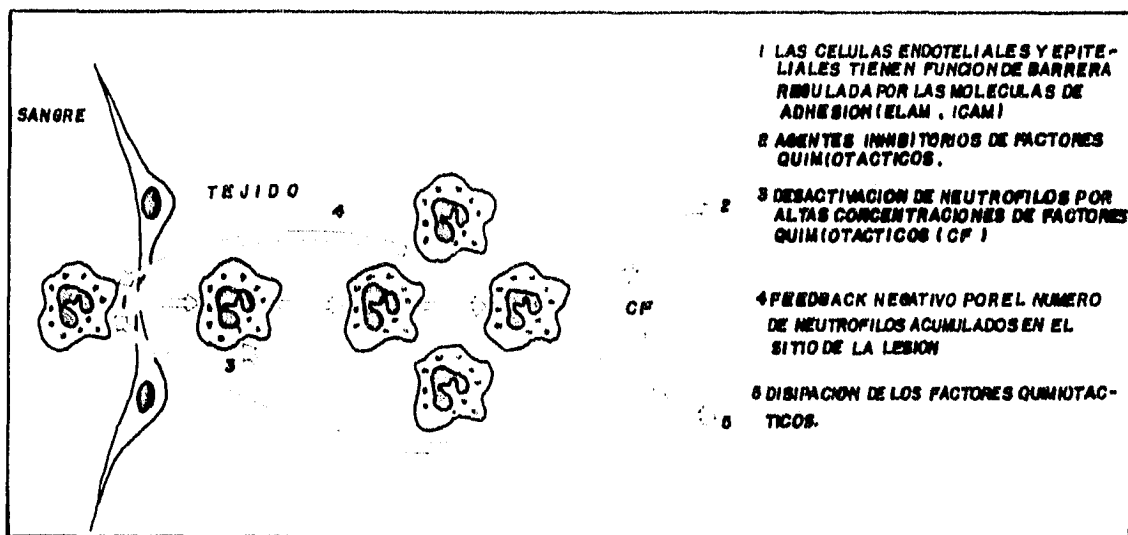 SANGRE
TEJIDO
4
3
CF
2
5
1 LAS CELULAS ENDOTELIALES Y EPITE-
LIALES TIENEN FUNCION DE BARRERA
REGULADA POR LAS MOLECULAS DE
ADHESION (ELAM , ICAM)
2 AGENTES INHIBITORIOS DE FACTORES
QUIMIOTACTICOS.
3 DESACTIVACION DE NEUTROFILOS POR
ALTAS CONCENTRACIONES DE FACTORES
QUIMIOTACTICOS ( CF )
4 FEEDBACK NEGATIVO POR EL NUMERO
DE NEUTROFILOS ACUMULADOS EN EL
SITIO DE LA LESION
5 DISIPACION DE LOS FACTORES QUIMIOTAC-
TICOS.